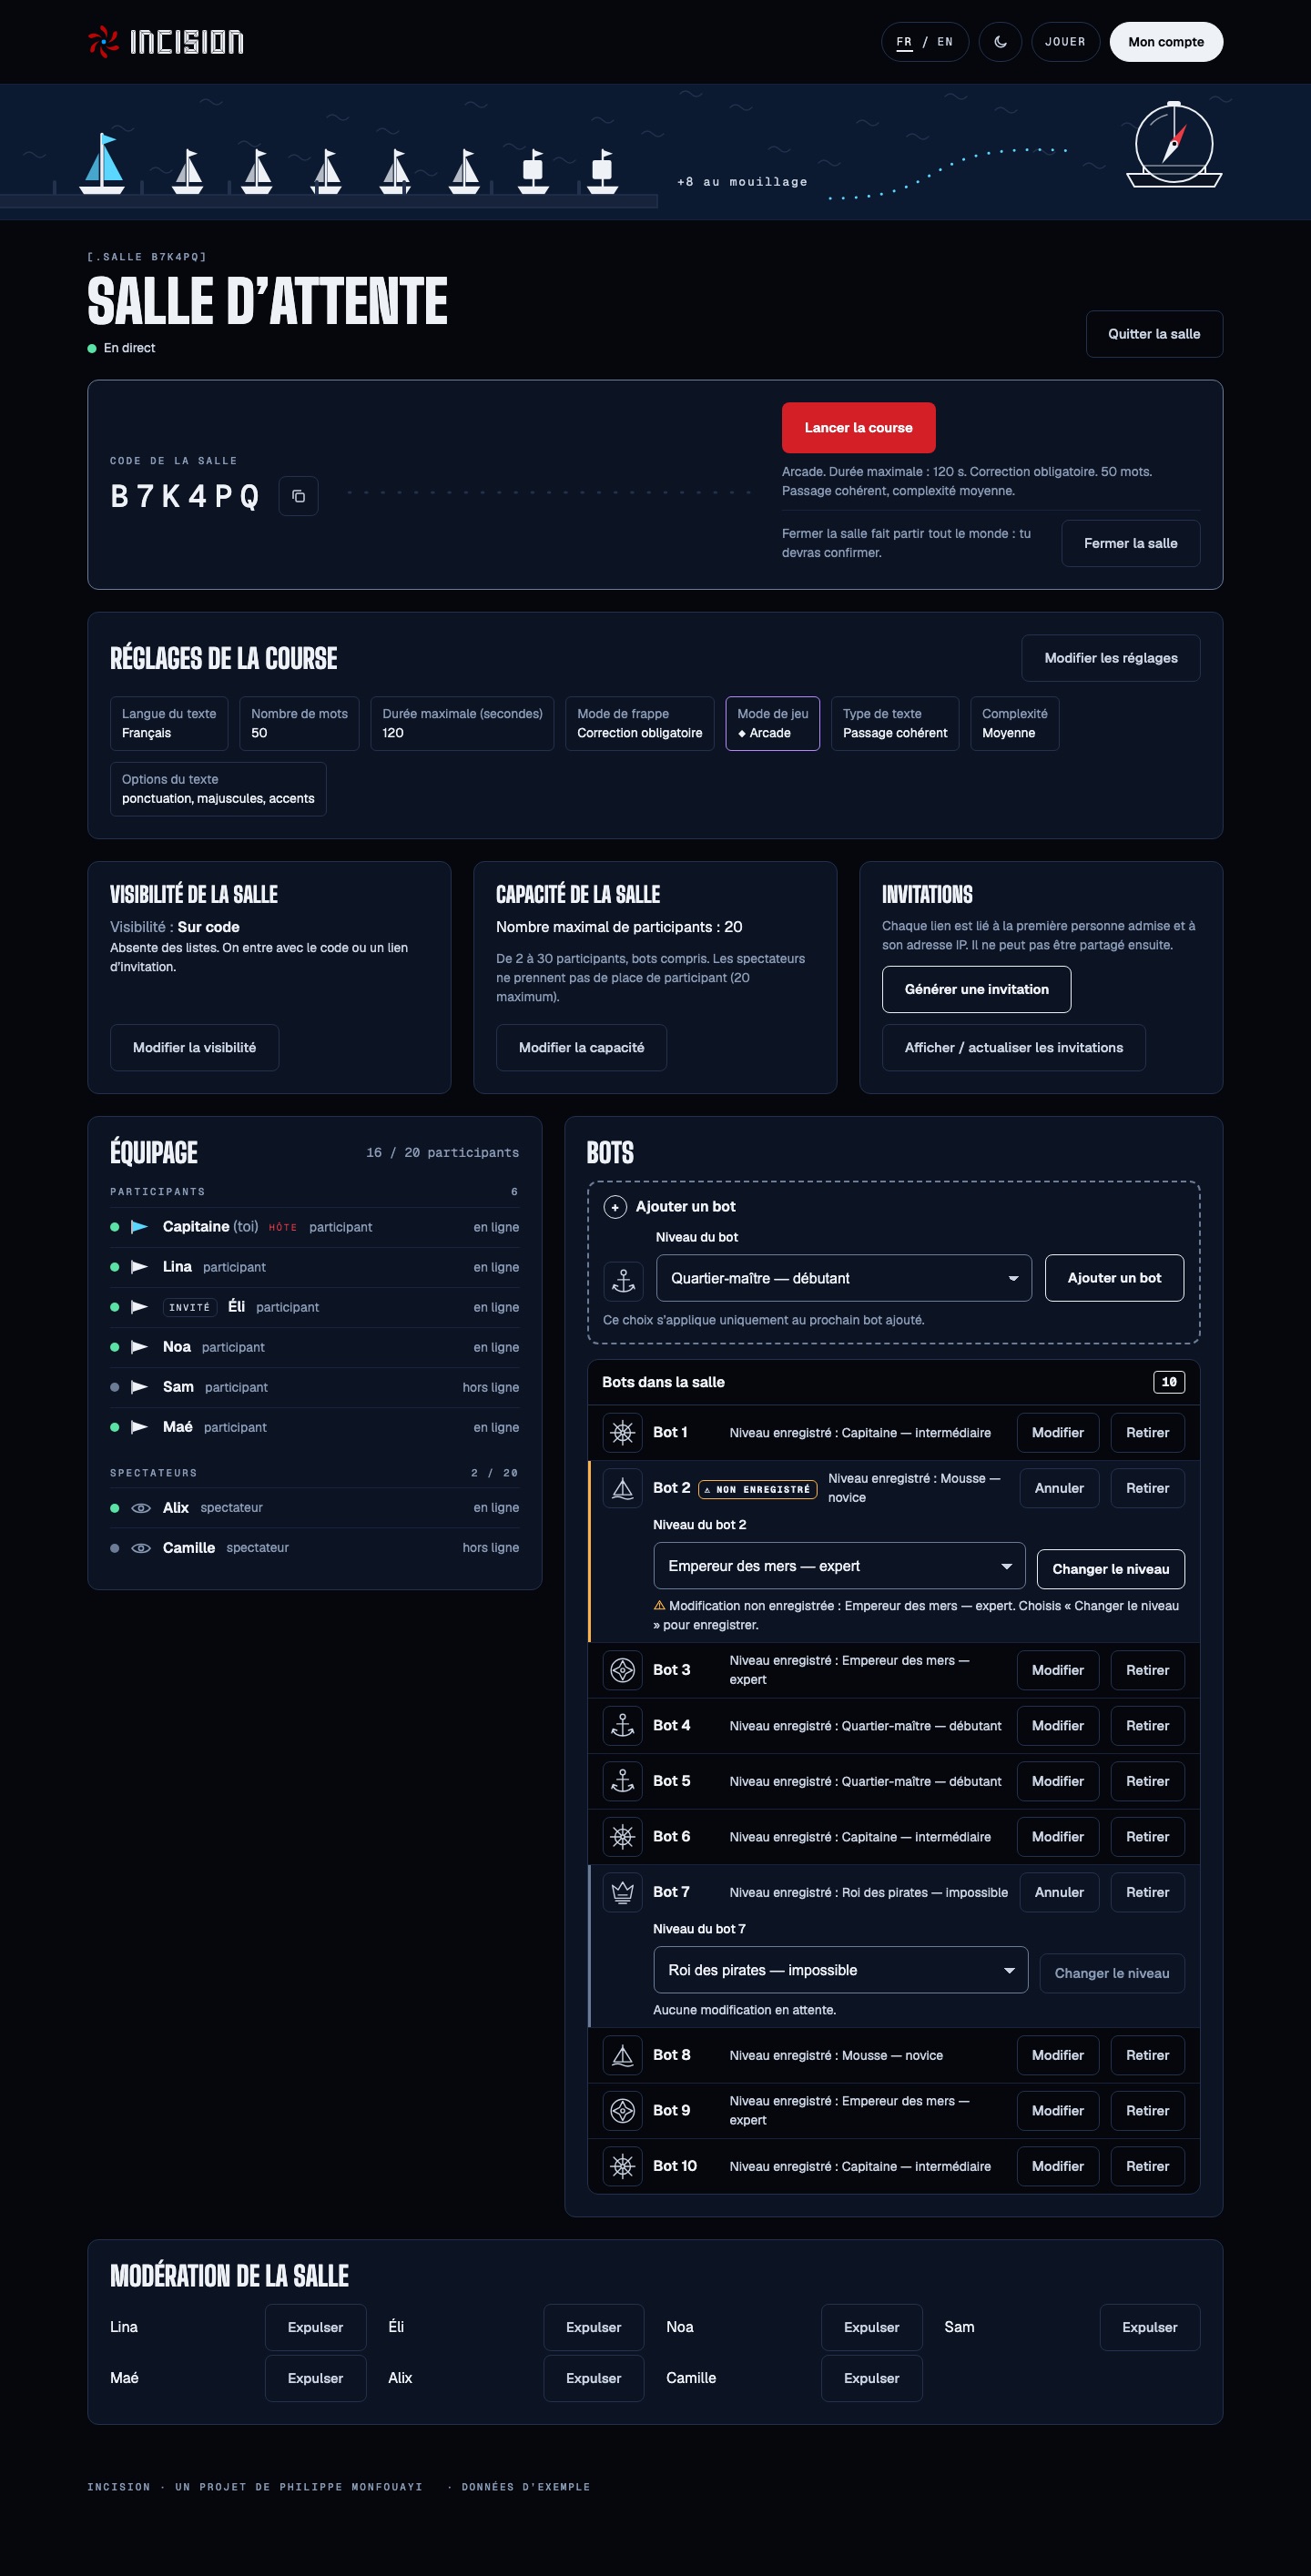 INCISION
FR / EN
JOUER
Mon compte
+8 au mouillage
[.SALLE B7K4PQ]
SALLE D’ATTENTE
En direct
Quitter la salle
CODE DE LA SALLE
B7K4PQ
Lancer la course
Arcade. Durée maximale : 120 s. Correction obligatoire. 50 mots.
Passage cohérent, complexité moyenne.
Fermer la salle fait partir tout le monde : tu
devras confirmer.
Fermer la salle
RÉGLAGES DE LA COURSE
Modifier les réglages
Langue du texte
Français
Nombre de mots
50
Durée maximale (secondes)
120
Mode de frappe
Correction obligatoire
Mode de jeu
◆ Arcade
Type de texte
Passage cohérent
Complexité
Moyenne
Options du texte
ponctuation, majuscules, accents
VISIBILITÉ DE LA SALLE
Visibilité : Sur code
Absente des listes. On entre avec le code ou un lien
d’invitation.
Modifier la visibilité
CAPACITÉ DE LA SALLE
Nombre maximal de participants : 20
De 2 à 30 participants, bots compris. Les spectateurs
ne prennent pas de place de participant (20
maximum).
Modifier la capacité
INVITATIONS
Chaque lien est lié à la première personne admise et à
son adresse IP. Il ne peut pas être partagé ensuite.
Générer une invitation
Afficher / actualiser les invitations
ÉQUIPAGE
16 / 20 participants
PARTICIPANTS 6
Capitaine (toi) HÔTE participant en ligne
Lina participant en ligne
INVITÉ Éli participant en ligne
Noa participant en ligne
Sam participant hors ligne
Maé participant en ligne
SPECTATEURS 2 / 20
Alix spectateur en ligne
Camille spectateur hors ligne
BOTS
+ Ajouter un bot
Niveau du bot
Quartier-maître — débutant
Ajouter un bot
Ce choix s’applique uniquement au prochain bot ajouté.
Bots dans la salle 10
Bot 1 Niveau enregistré : Capitaine — intermédiaire Modifier Retirer
Bot 2 ⚠ NON ENREGISTRÉ Niveau enregistré : Mousse —
novice
Annuler Retirer
Niveau du bot 2
Empereur des mers — expert
Changer le niveau
⚠ Modification non enregistrée : Empereur des mers — expert. Choisis « Changer le niveau
» pour enregistrer.
Bot 3 Niveau enregistré : Empereur des mers —
expert
Modifier Retirer
Bot 4 Niveau enregistré : Quartier-maître — débutant Modifier Retirer
Bot 5 Niveau enregistré : Quartier-maître — débutant Modifier Retirer
Bot 6 Niveau enregistré : Capitaine — intermédiaire Modifier Retirer
Bot 7 Niveau enregistré : Roi des pirates — impossible Annuler Retirer
Niveau du bot 7
Roi des pirates — impossible
Changer le niveau
Aucune modification en attente.
Bot 8 Niveau enregistré : Mousse — novice Modifier Retirer
Bot 9 Niveau enregistré : Empereur des mers —
expert
Modifier Retirer
Bot 10 Niveau enregistré : Capitaine — intermédiaire Modifier Retirer
MODÉRATION DE LA SALLE
Lina Expulser Éli Expulser Noa Expulser Sam Expulser
Maé Expulser Alix Expulser Camille Expulser
INCISION · UN PROJET DE PHILIPPE MONFOUAYI · DONNÉES D’EXEMPLE